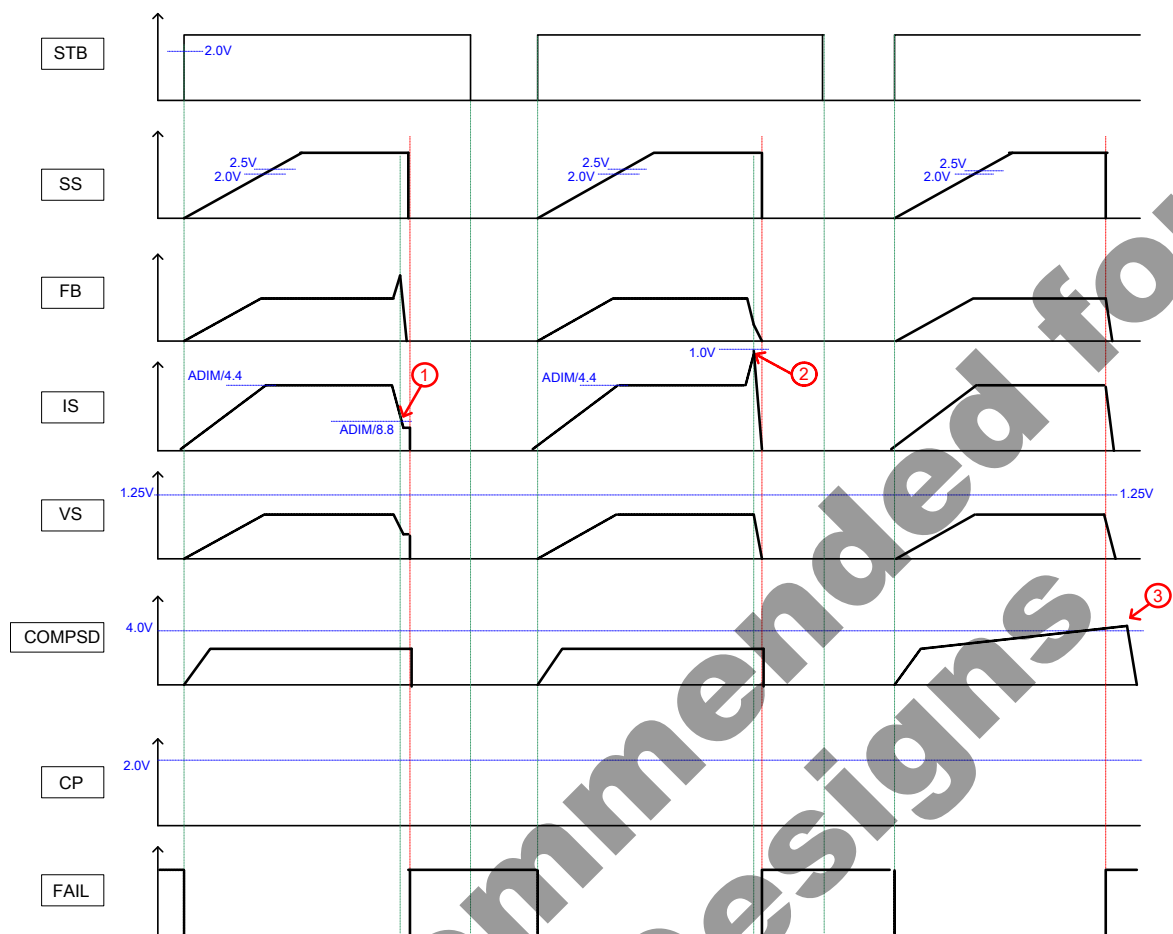 STB
2.0V
SS
2.5V
2.0V
2.5V
2.0V
2.5V
2.0V
FB
IS
ADIM/4.4
1
ADIM/8.8
1.0V
2
ADIM/4.4
VS
1.25V
1.25V
COMPSD
4.0V
3
CP
2.0V
FAIL
mmended for
esigns